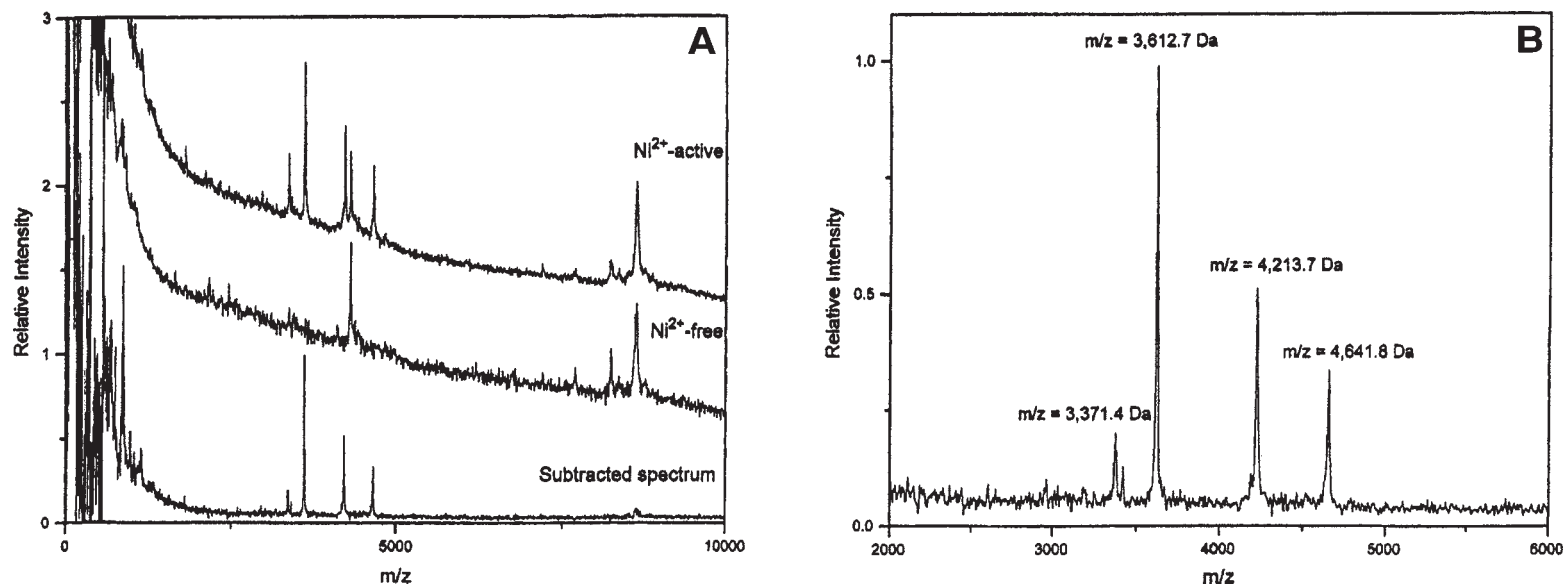 A
3
2
1
0
Relative Intensity
Ni²⁺-active
Ni²⁺-free
Subtracted spectrum
0
5000
10000
m/z
B
1.0
0.5
0.0
Relative Intensity
m/z = 3,612.7 Da
m/z = 4,213.7 Da
m/z = 4,641.8 Da
m/z = 3,371.4 Da
2000
3000
4000
5000
6000
m/z